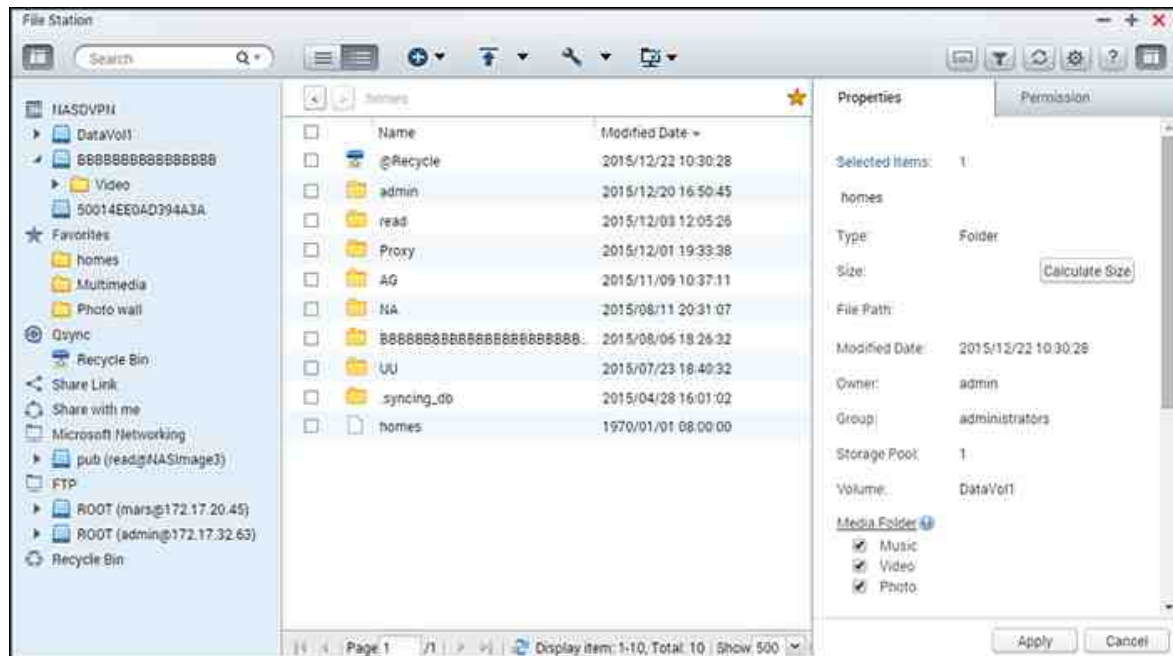 File Station
Search
NASDVPN
DataVol1
BBBBBBBBBBBBBBBB
Video
50014EE0AD394A3A
Favorites
homes
Multimedia
Photo wall
Qsync
Recycle Bin
Share Link
Share with me
Microsoft Networking
pub (read@NASImage3)
FTP
ROOT (mars@172.17.20.45)
ROOT (admin@172.17.32.63)
Recycle Bin
homes
Name Modified Date
@Recycle 2015/12/22 10:30:28
admin 2015/12/20 16:50:45
read 2015/12/03 12:05:26
Proxy 2015/12/01 19:33:38
AG 2015/11/09 10:37:11
NA 2015/08/11 20:31:07
BBBBBBBBBBBBBBBBBBBBBBBBB... 2015/08/06 18:26:32
UU 2015/07/23 18:40:32
.syncing_db 2015/04/28 16:01:02
homes 1970/01/01 08:00:00
Page 1 /1 Display item: 1-10, Total: 10 Show 500
Properties Permission
Selected Items: 1
homes
Type: Folder
Size: Calculate Size
File Path:
Modified Date: 2015/12/22 10:30:28
Owner: admin
Group: administrators
Storage Pool: 1
Volume: DataVol1
Media Folder
Music
Video
Photo
Apply Cancel